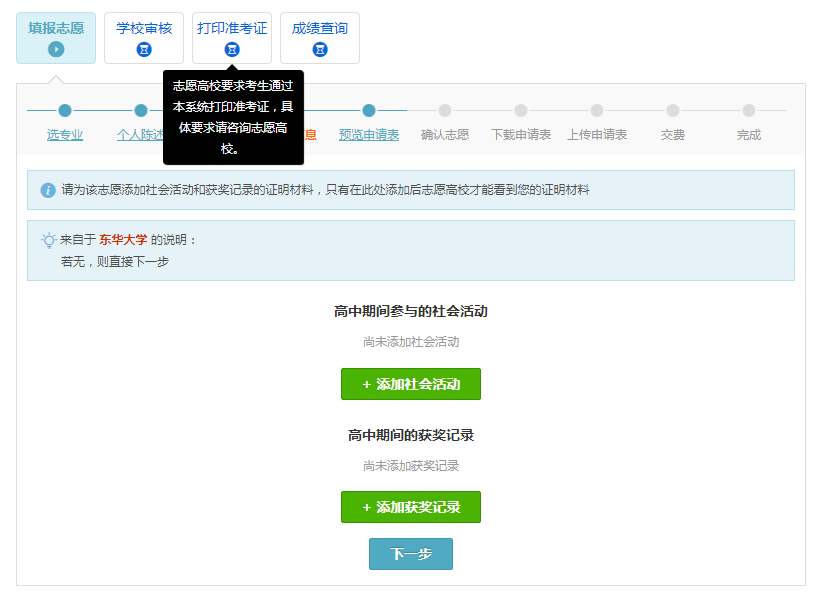 填报志愿
学校审核
打印准考证
成绩查询
志愿高校要求考生通过
本系统打印准考证，具
体要求请咨询志愿高
校。
选专业
个人陈述
息
预览申请表
确认志愿
下载申请表
上传申请表
交费
完成
请为该志愿添加社会活动和获奖记录的证明材料，只有在此处添加后志愿高校才能看到您的证明材料
来自于 东华大学 的说明：
若无，则直接下一步
高中期间参与的社会活动
尚未添加社会活动
+ 添加社会活动
高中期间的获奖记录
尚未添加获奖记录
+ 添加获奖记录
下一步